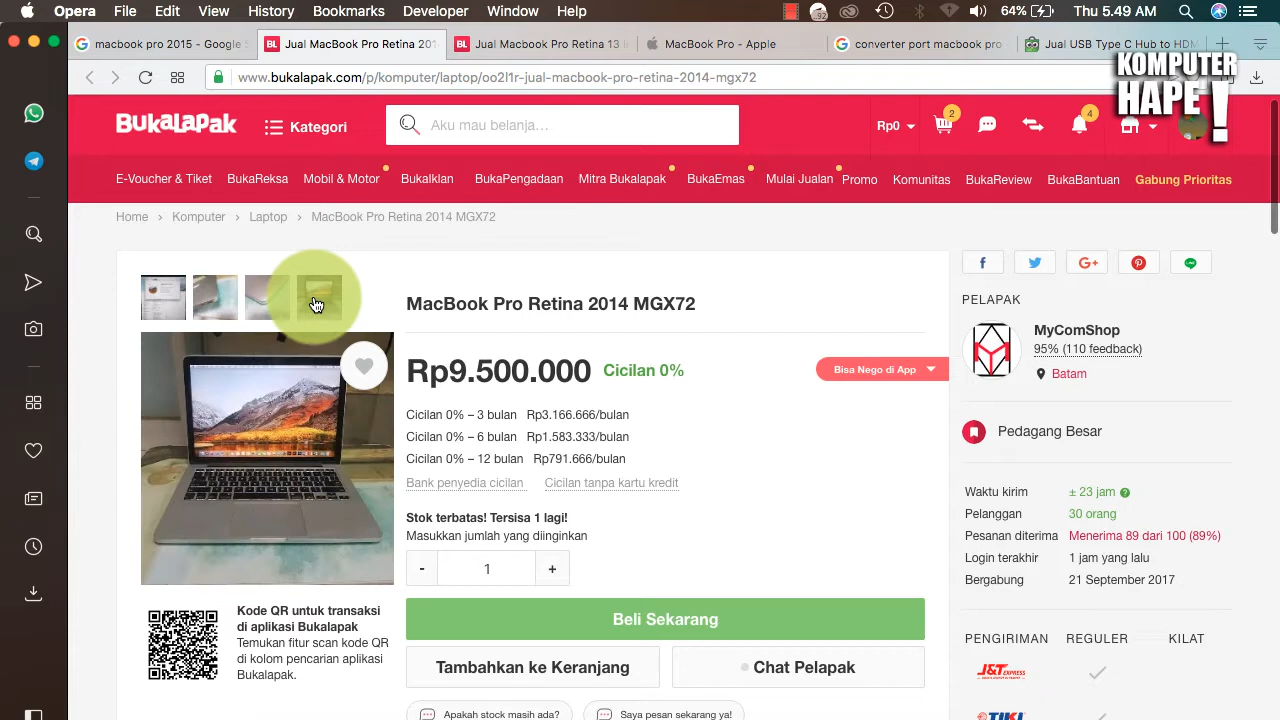 Opera View History Bookmarks Developer Window Help 32 64% Thu 5.49 AM
macbook pro 2015 - Google S
Jual MacBook Pro Retina 2014
Jual MacBook Pro Retina 13 i
MacBook Pro - Apple
converter port macbook pro
Jual USB Type C Hub to HDM
www.bukalapak.com/p/komputer/laptop/oo2l1r-jual-macbook-pro-retina-2014-mgx72
KOMPUTER
HAPE!
BukaLapak
Kategori
Aku mau belanja...
Rp0
2
4
E-Voucher & Tiket BukaReksa Mobil & Motor BukaIklan BukaPengadaan Mitra Bukalapak BukaEmas Mulai Jualan Promo Komunitas BukaReview BukaBantuan Gabung Prioritas
Home › Komputer › Laptop › MacBook Pro Retina 2014 MGX72
MacBook Pro Retina 2014 MGX72
Rp9.500.000 Cicilan 0%
Bisa Nego di App
Cicilan 0% – 3 bulan Rp3.166.666/bulan
Cicilan 0% – 6 bulan Rp1.583.333/bulan
Cicilan 0% – 12 bulan Rp791.666/bulan
Bank penyedia cicilan Cicilan tanpa kartu kredit
Stok terbatas! Tersisa 1 lagi!
Masukkan jumlah yang diinginkan
- 1 +
Beli Sekarang
Tambahkan ke Keranjang
Chat Pelapak
Apakah stock masih ada?
Saya pesan sekarang ya!
Kode QR untuk transaksi
di aplikasi Bukalapak
Temukan fitur scan kode QR
di kolom pencarian aplikasi
Bukalapak.
f G+
PELAPAK
MyComShop
95% (110 feedback)
Batam
Pedagang Besar
Waktu kirim ± 23 jam ?
Pelanggan 30 orang
Pesanan diterima Menerima 89 dari 100 (89%)
Login terakhir 1 jam yang lalu
Bergabung 21 September 2017
PENGIRIMAN REGULER KILAT
J&T EXPRESS
TIKI